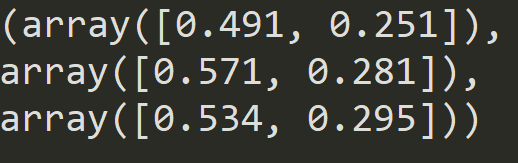 (array([0.491, 0.251]),
array([0.571, 0.281]),
array([0.534, 0.295]))